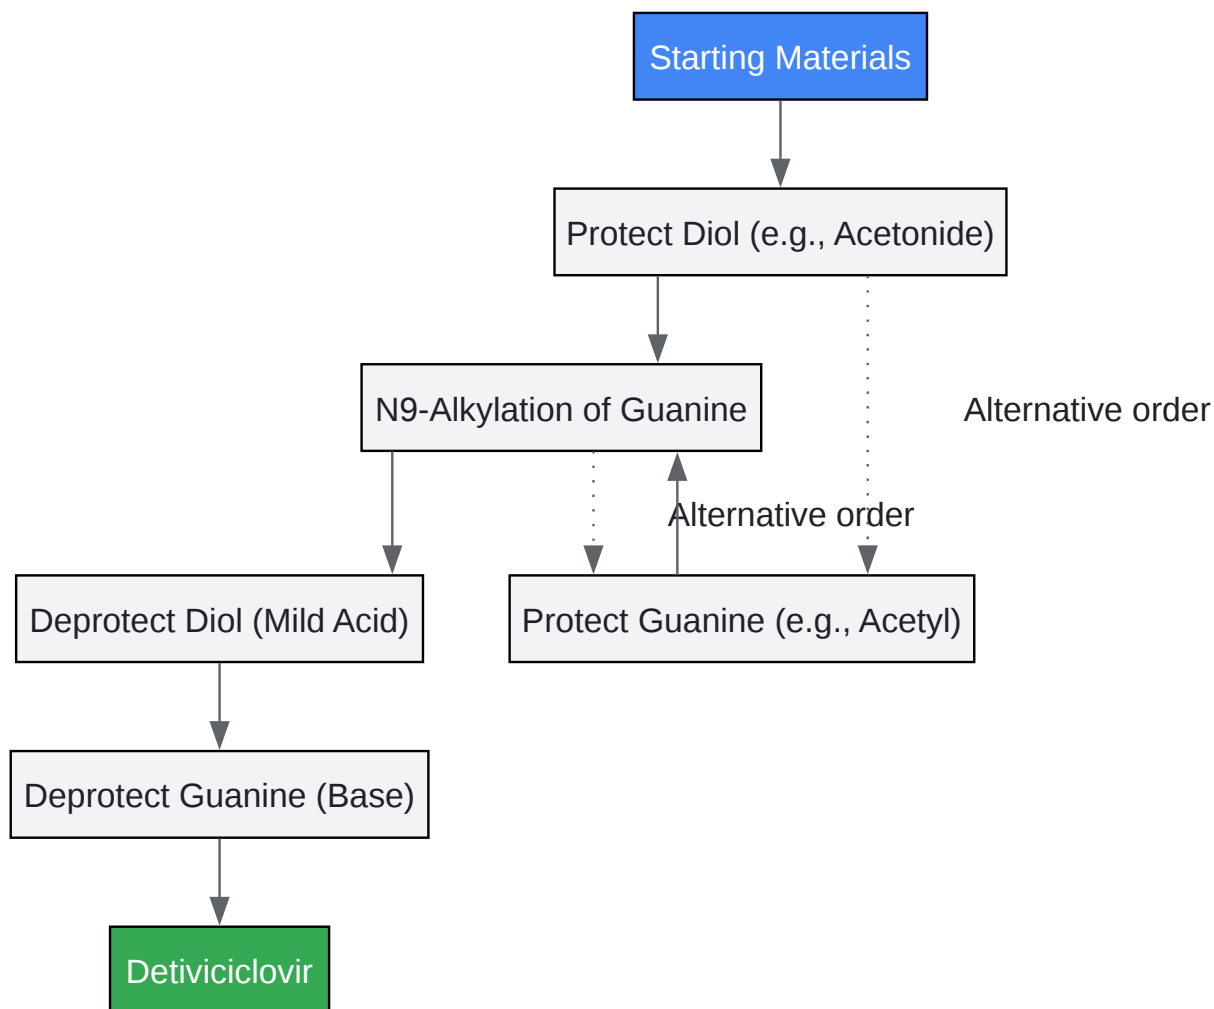 Starting Materials
Protect Diol (e.g., Acetonide)
N9-Alkylation of Guanine
Alternative order
Alternative order
Deprotect Diol (Mild Acid)
Protect Guanine (e.g., Acetyl)
Deprotect Guanine (Base)
Detiviciclovir